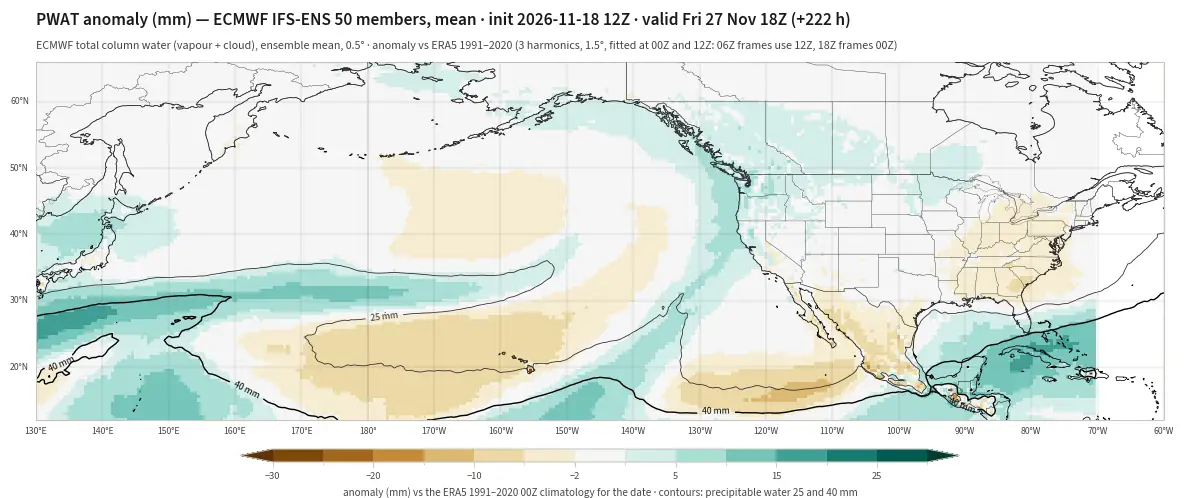 PWAT anomaly (mm) — ECMWF IFS-ENS 50 members, mean · init 2026-11-18 12Z · valid Fri 27 Nov 18Z (+222 h)
ECMWF total column water (vapour + cloud), ensemble mean, 0.5° · anomaly vs ERA5 1991–2020 (3 harmonics, 1.5°, fitted at 00Z and 12Z: 06Z frames use 12Z, 18Z frames 00Z)
60°N
50°N
40°N
30°N
20°N
25 mm
40 mm
40 mm
40 mm
130°E 140°E 150°E 160°E 170°E 180° 170°W 160°W 150°W 140°W 130°W 120°W 110°W 100°W 90°W 80°W 70°W 60°W
−30 −20 −10 −2 5 15 25
anomaly (mm) vs the ERA5 1991–2020 00Z climatology for the date · contours: precipitable water 25 and 40 mm